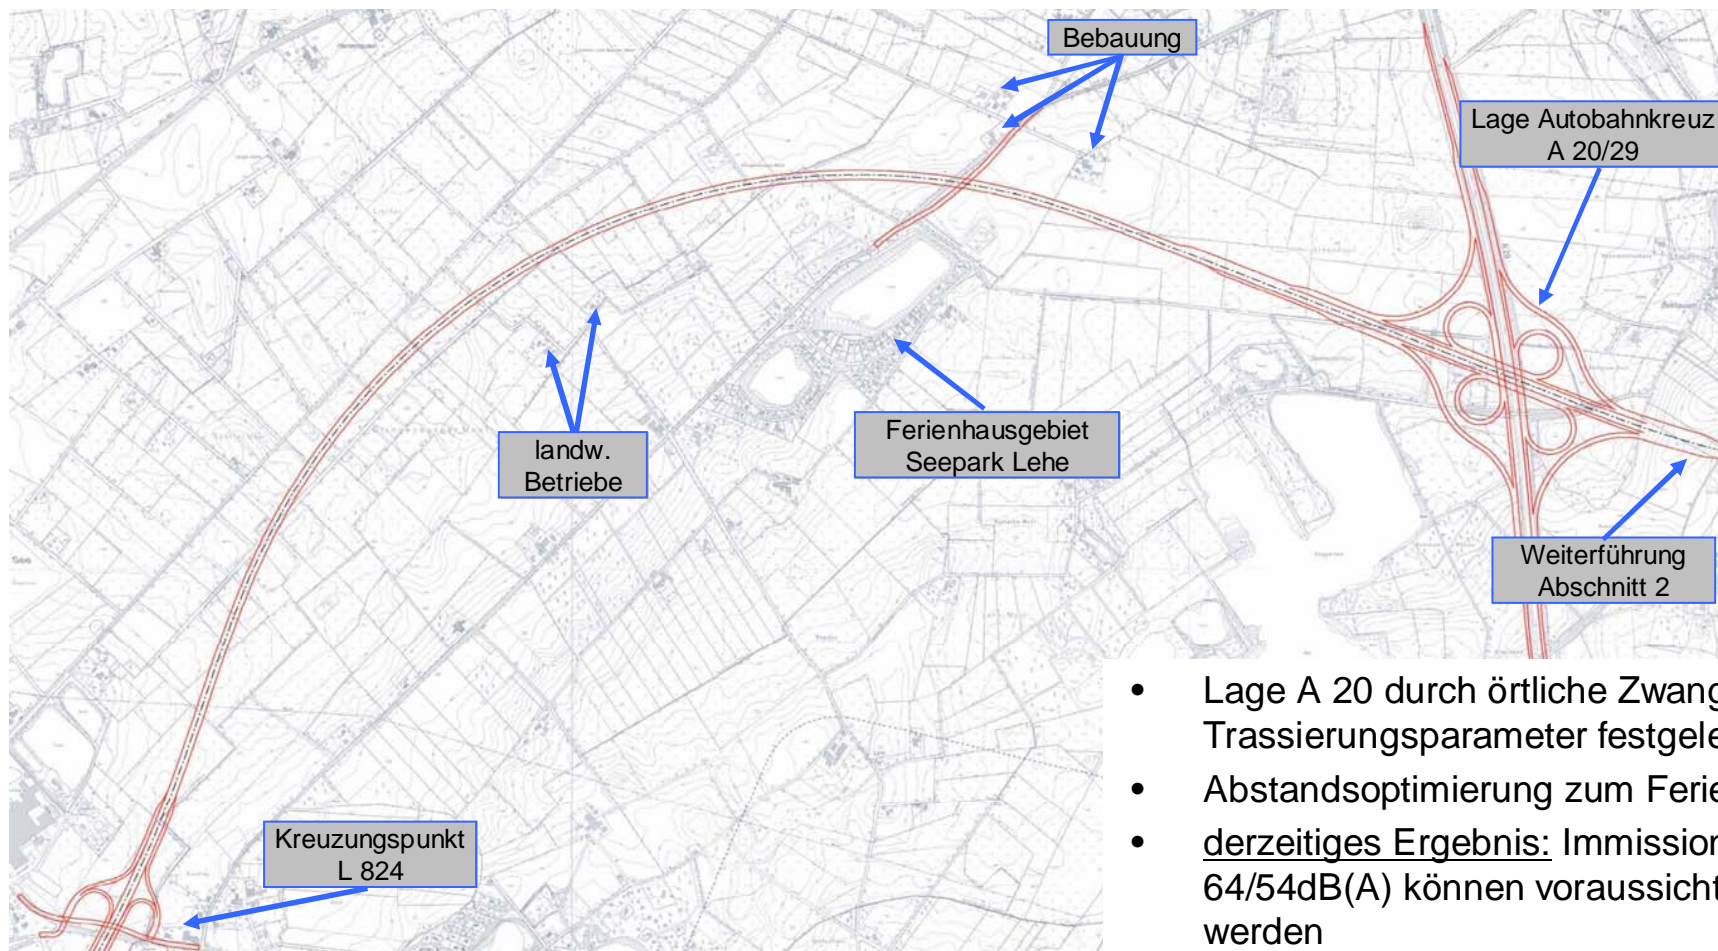 Bebauung
Lage Autobahnkreuz
A 20/29
landw.
Betriebe
Ferienhausgebiet
Seepark Lehe
Weiterführung
Abschnitt 2
Kreuzungspunkt
L 824
• Lage A 20 durch örtliche Zwang
Trassierungsparameter festgele
• Abstandsoptimierung zum Ferie
• derzeitiges Ergebnis: Immission
64/54dB(A) können voraussicht
werden